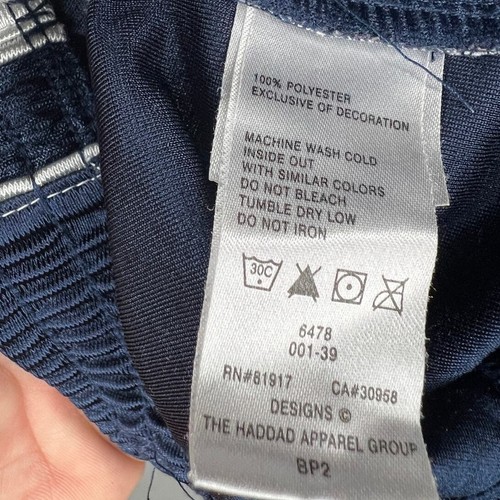 100% POLYESTER
EXCLUSIVE OF DECORATION
MACHINE WASH COLD
INSIDE OUT
WITH SIMILAR COLORS
DO NOT BLEACH
TUMBLE DRY LOW
DO NOT IRON
30C
6478
001-39
RN#81917 CA#30958
DESIGNS ©
THE HADDAD APPAREL GROUP
BP2